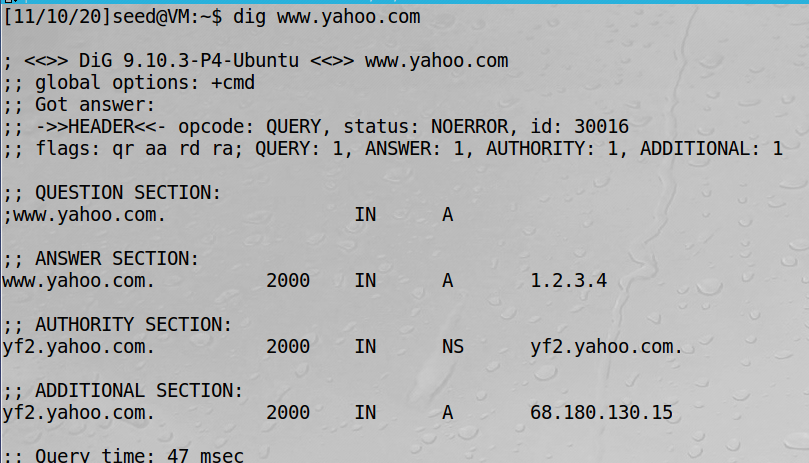 [11/10/20]seed@VM:~$ dig www.yahoo.com
; <<>> DiG 9.10.3-P4-Ubuntu <<>> www.yahoo.com
;; global options: +cmd
;; Got answer:
;; ->>HEADER<<- opcode: QUERY, status: NOERROR, id: 30016
;; flags: qr aa rd ra; QUERY: 1, ANSWER: 1, AUTHORITY: 1, ADDITIONAL: 1
;; QUESTION SECTION:
;www.yahoo.com. IN A
;; ANSWER SECTION:
www.yahoo.com. 2000 IN A 1.2.3.4
;; AUTHORITY SECTION:
yf2.yahoo.com. 2000 IN NS yf2.yahoo.com.
;; ADDITIONAL SECTION:
yf2.yahoo.com. 2000 IN A 68.180.130.15
;; Query time: 47 msec